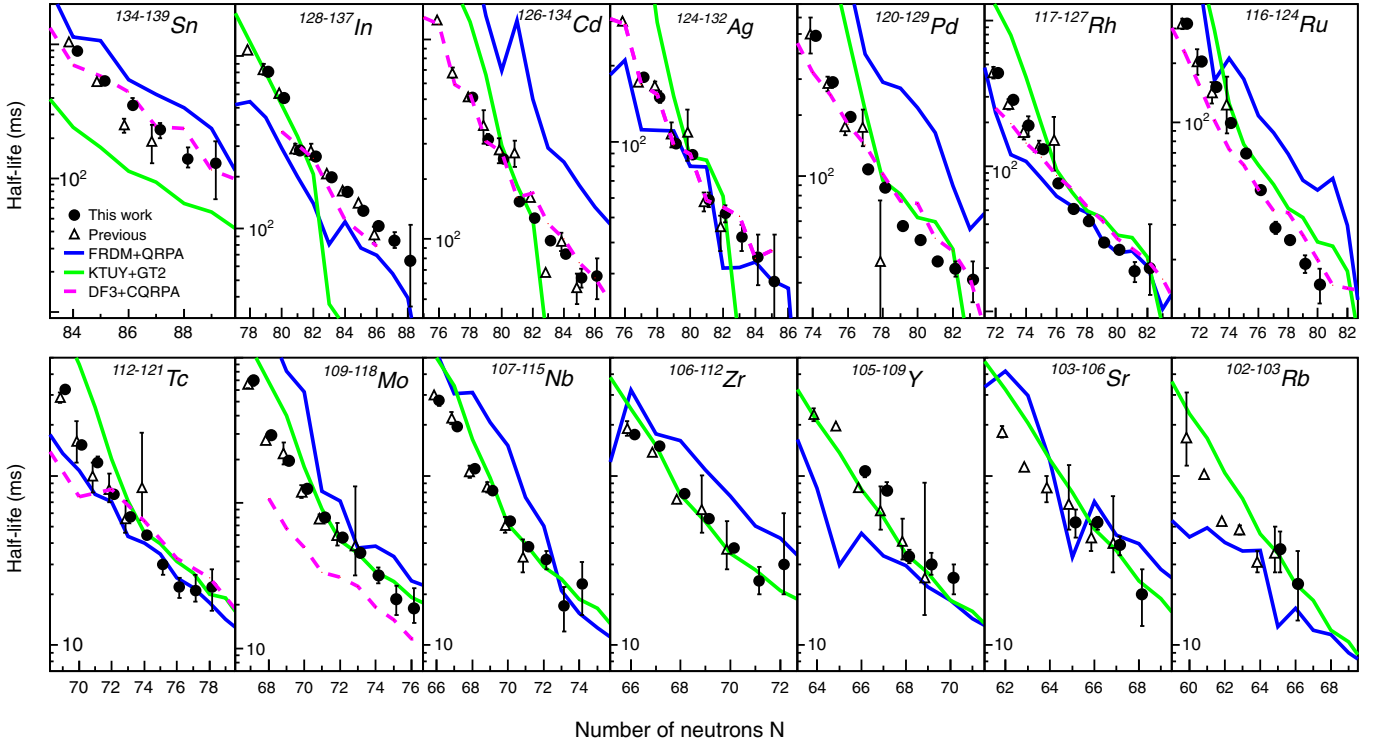 134-139Sn 128-137In 126-134Cd 124-132Ag 120-129Pd 117-127Rh 116-124Ru
Half-life (ms)
10²
This work
Previous
FRDM+QRPA
KTUY+GT2
DF3+CQRPA
10²
10²
10²
10²
10²
10²
84 86 88 78 80 82 84 86 88 76 78 80 82 84 86 76 78 80 82 84 86 74 76 78 80 82 72 74 76 78 80 82 72 74 76 78 80 82
112-121Tc 109-118Mo 107-115Nb 106-112Zr 105-109Y 103-106Sr 102-103Rb
Half-life (ms)
10 10 10 10 10 10 10
70 72 74 76 78 68 70 72 74 76 66 68 70 72 74 66 68 70 72 64 66 68 70 62 64 66 68 60 62 64 66 68
Number of neutrons N